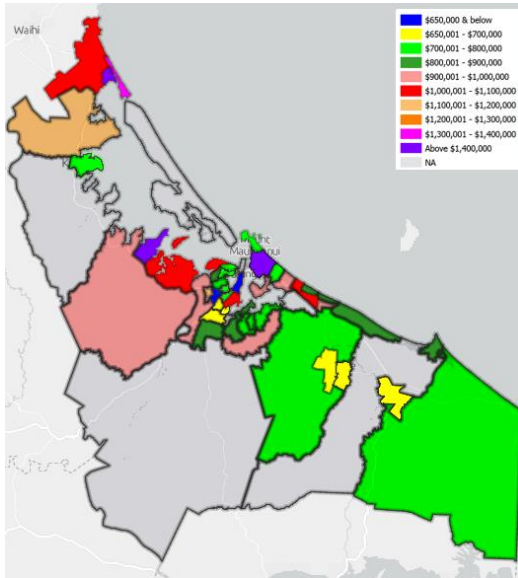 Waihi
$650,000 & below
$650,001 - $700,000
$700,001 - $800,000
$800,001 - $900,000
$900,001 - $1,000,000
$1,000,001 - $1,100,000
$1,100,001 - $1,200,000
$1,200,001 - $1,300,000
$1,300,001 - $1,400,000
Above $1,400,000
NA